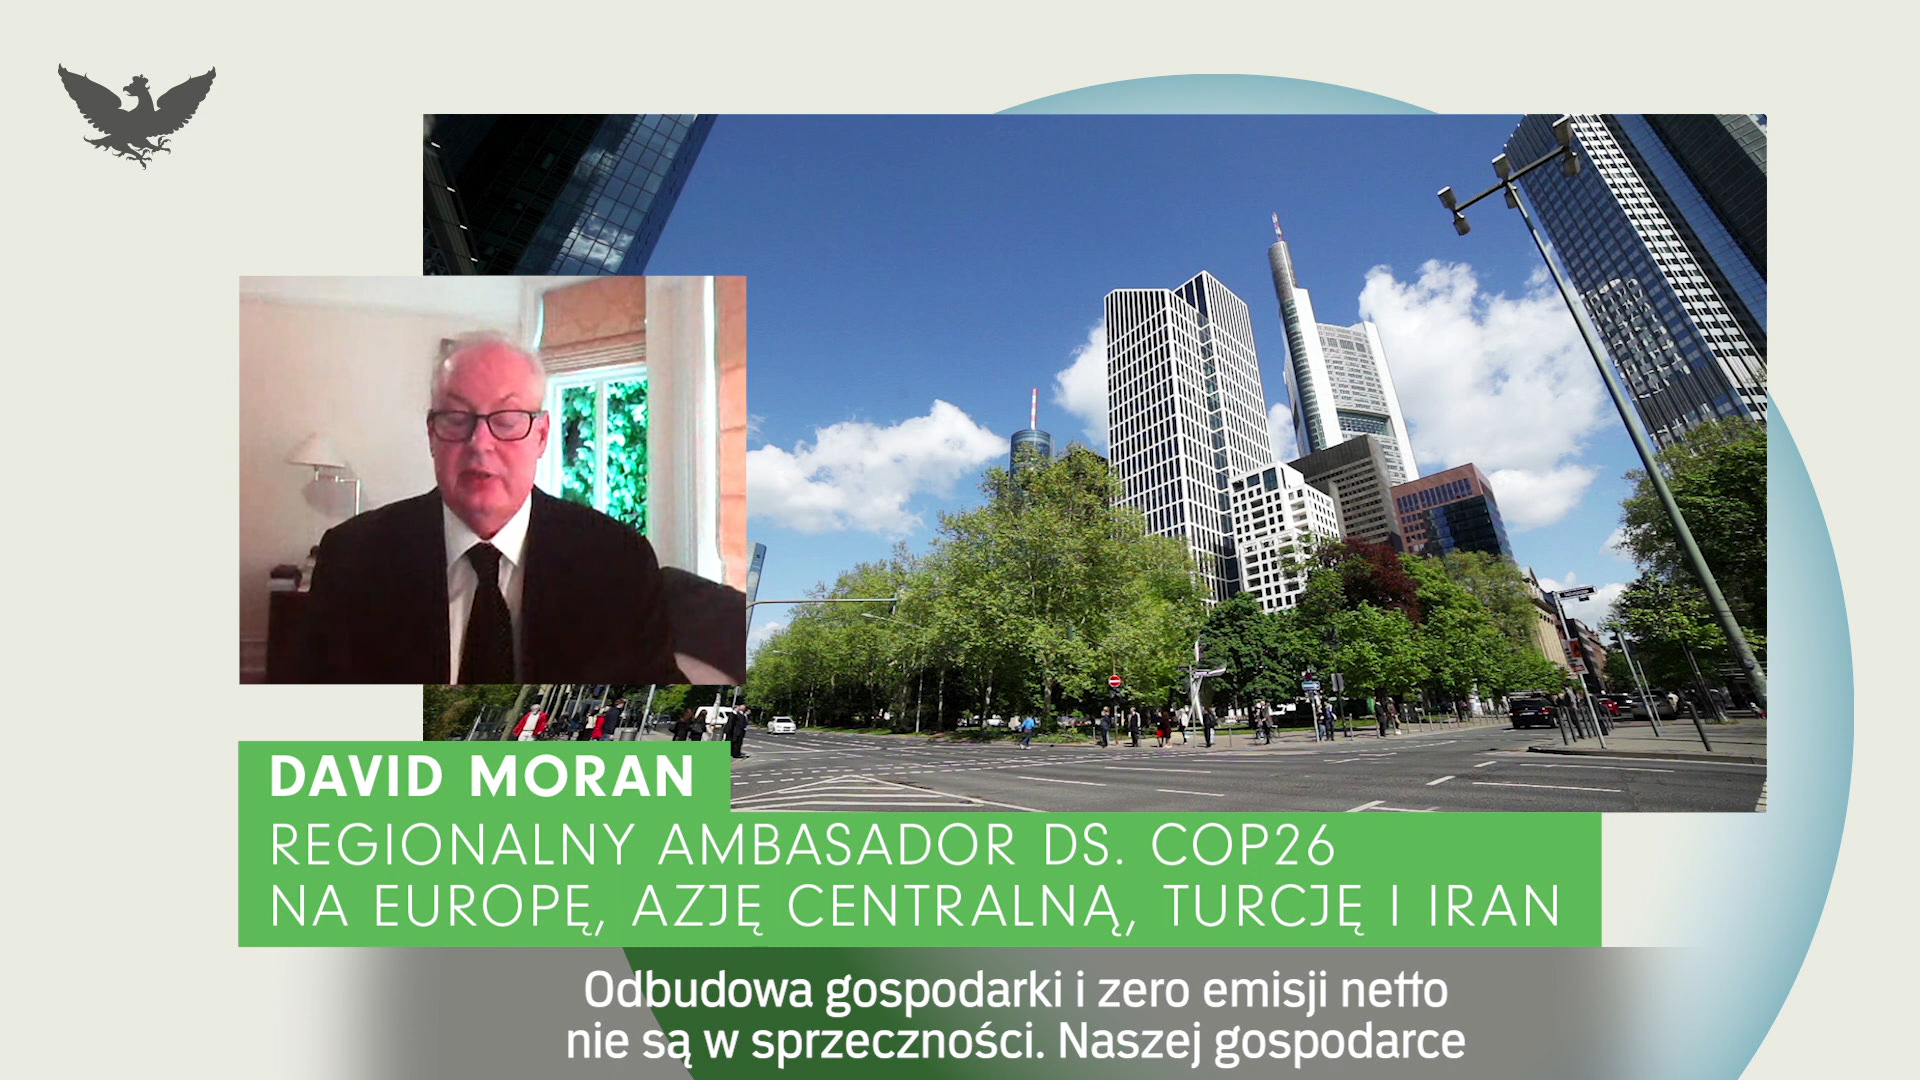 DAVID MORAN
REGIONALNY AMBASADOR DS. COP26
NA EUROPĘ, AZJĘ CENTRALNĄ, TURCJĘ I IRAN
Odbudowa gospodarki i zero emisji netto
nie są w sprzeczności. Naszej gospodarce